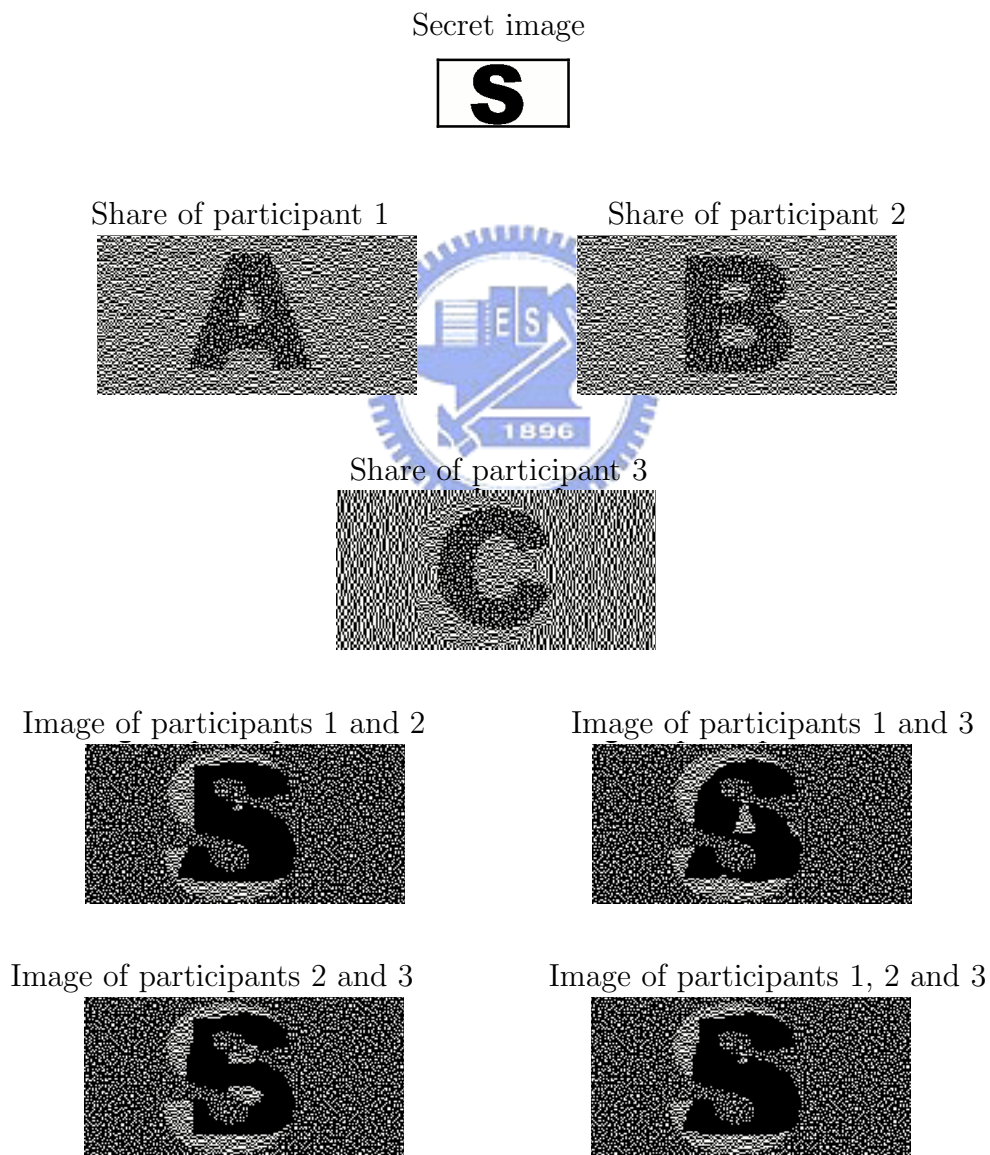 Secret image
S
Share of participant 1
Share of participant 2
A
B
E S
1896
Share of participant 3
C
Image of participants 1 and 2
Image of participants 1 and 3
S
S
Image of participants 2 and 3
Image of participants 1, 2 and 3
S
S